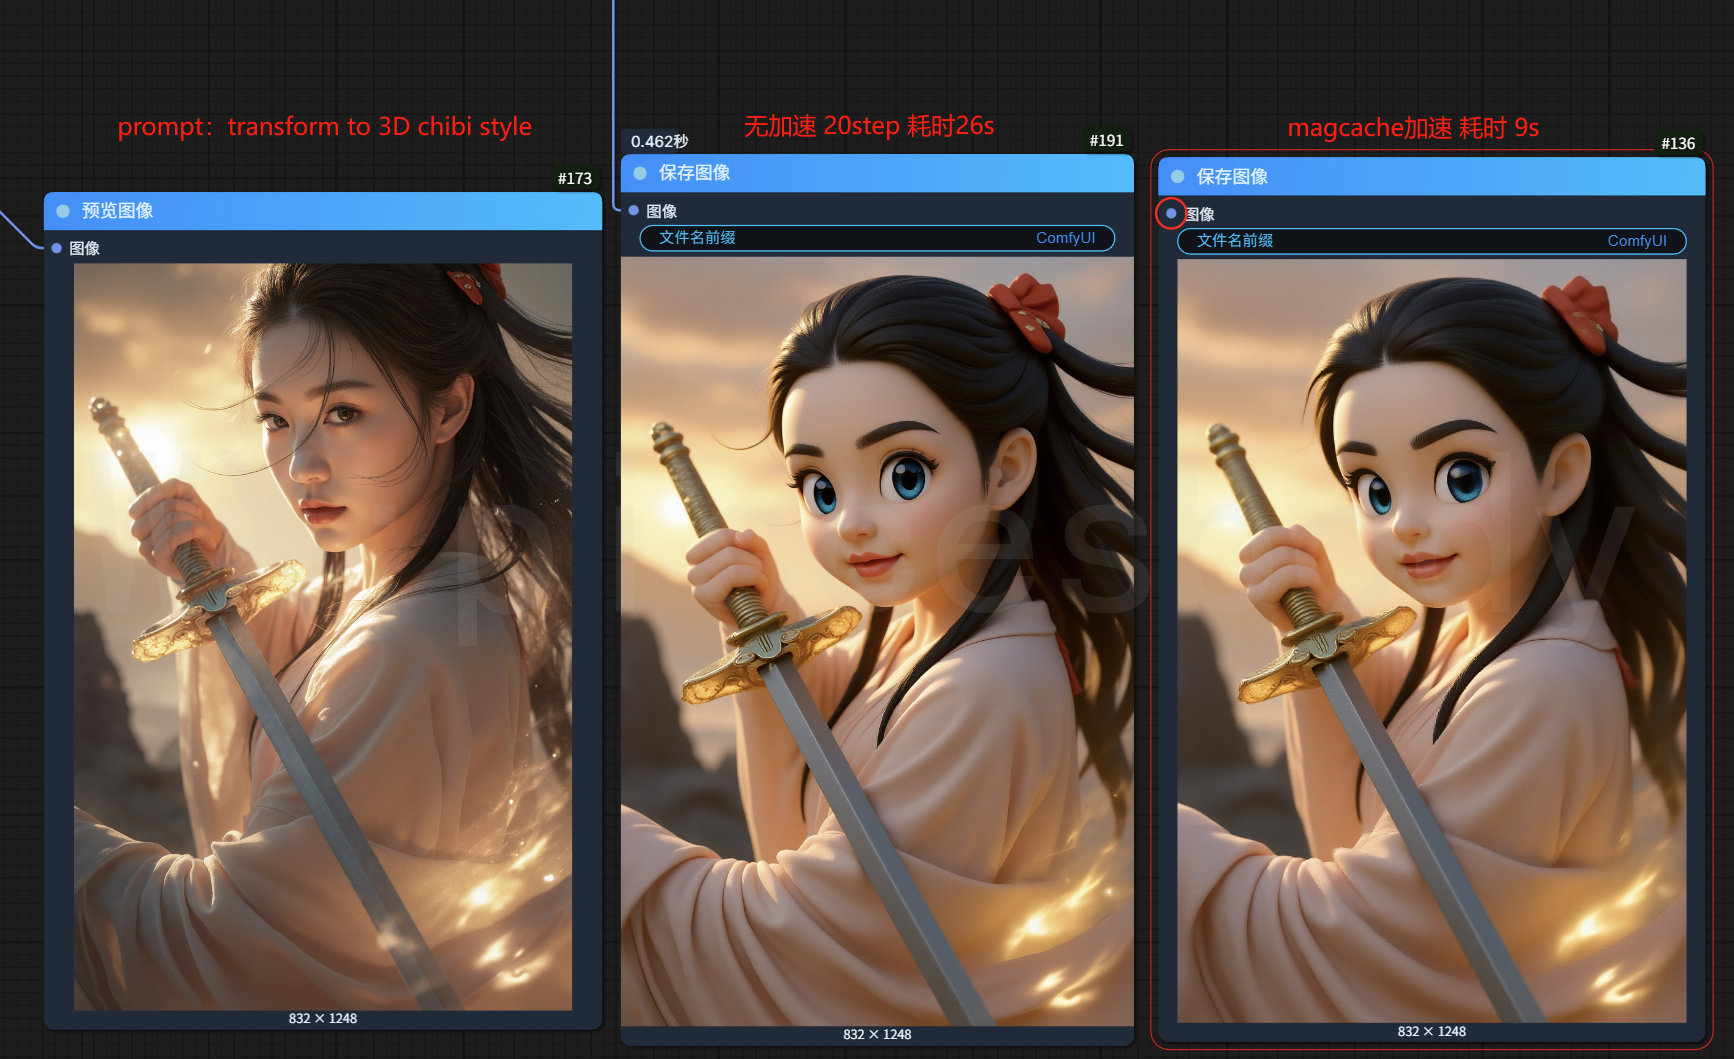 prompt：transform to 3D chibi style
#173
预览图像
图像
832 × 1248
无加速 20step 耗时26s
0.462秒
#191
保存图像
图像
文件名前缀 ComfyUI
832 × 1248
magcache加速 耗时 9s
#136
保存图像
图像
文件名前缀 ComfyUI
832 × 1248